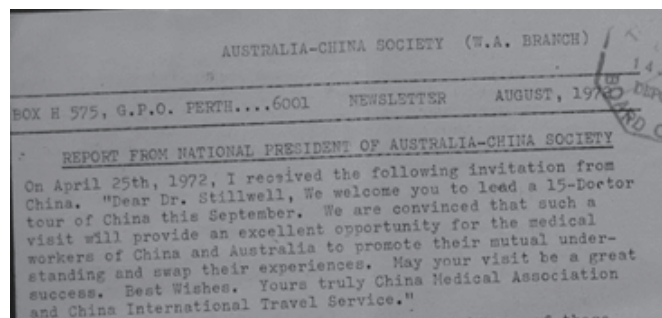 AUSTRALIA-CHINA SOCIETY (W.A. BRANCH)
14
BOX H 575, G.P.O. PERTH....6001 NEWSLETTER AUGUST, 1972
BOARD
REPORT FROM NATIONAL PRESIDENT OF AUSTRALIA-CHINA SOCIETY
On April 25th, 1972, I received the following invitation from
China. "Dear Dr. Stillwell, We welcome you to lead a 15-Doctor
tour of China this September. We are convinced that such a
visit will provide an excellent opportunity for the medical
workers of China and Australia to promote their mutual under-
standing and swap their experiences. May your visit be a great
success. Best Wishes. Yours truly China Medical Association
and China International Travel Service."